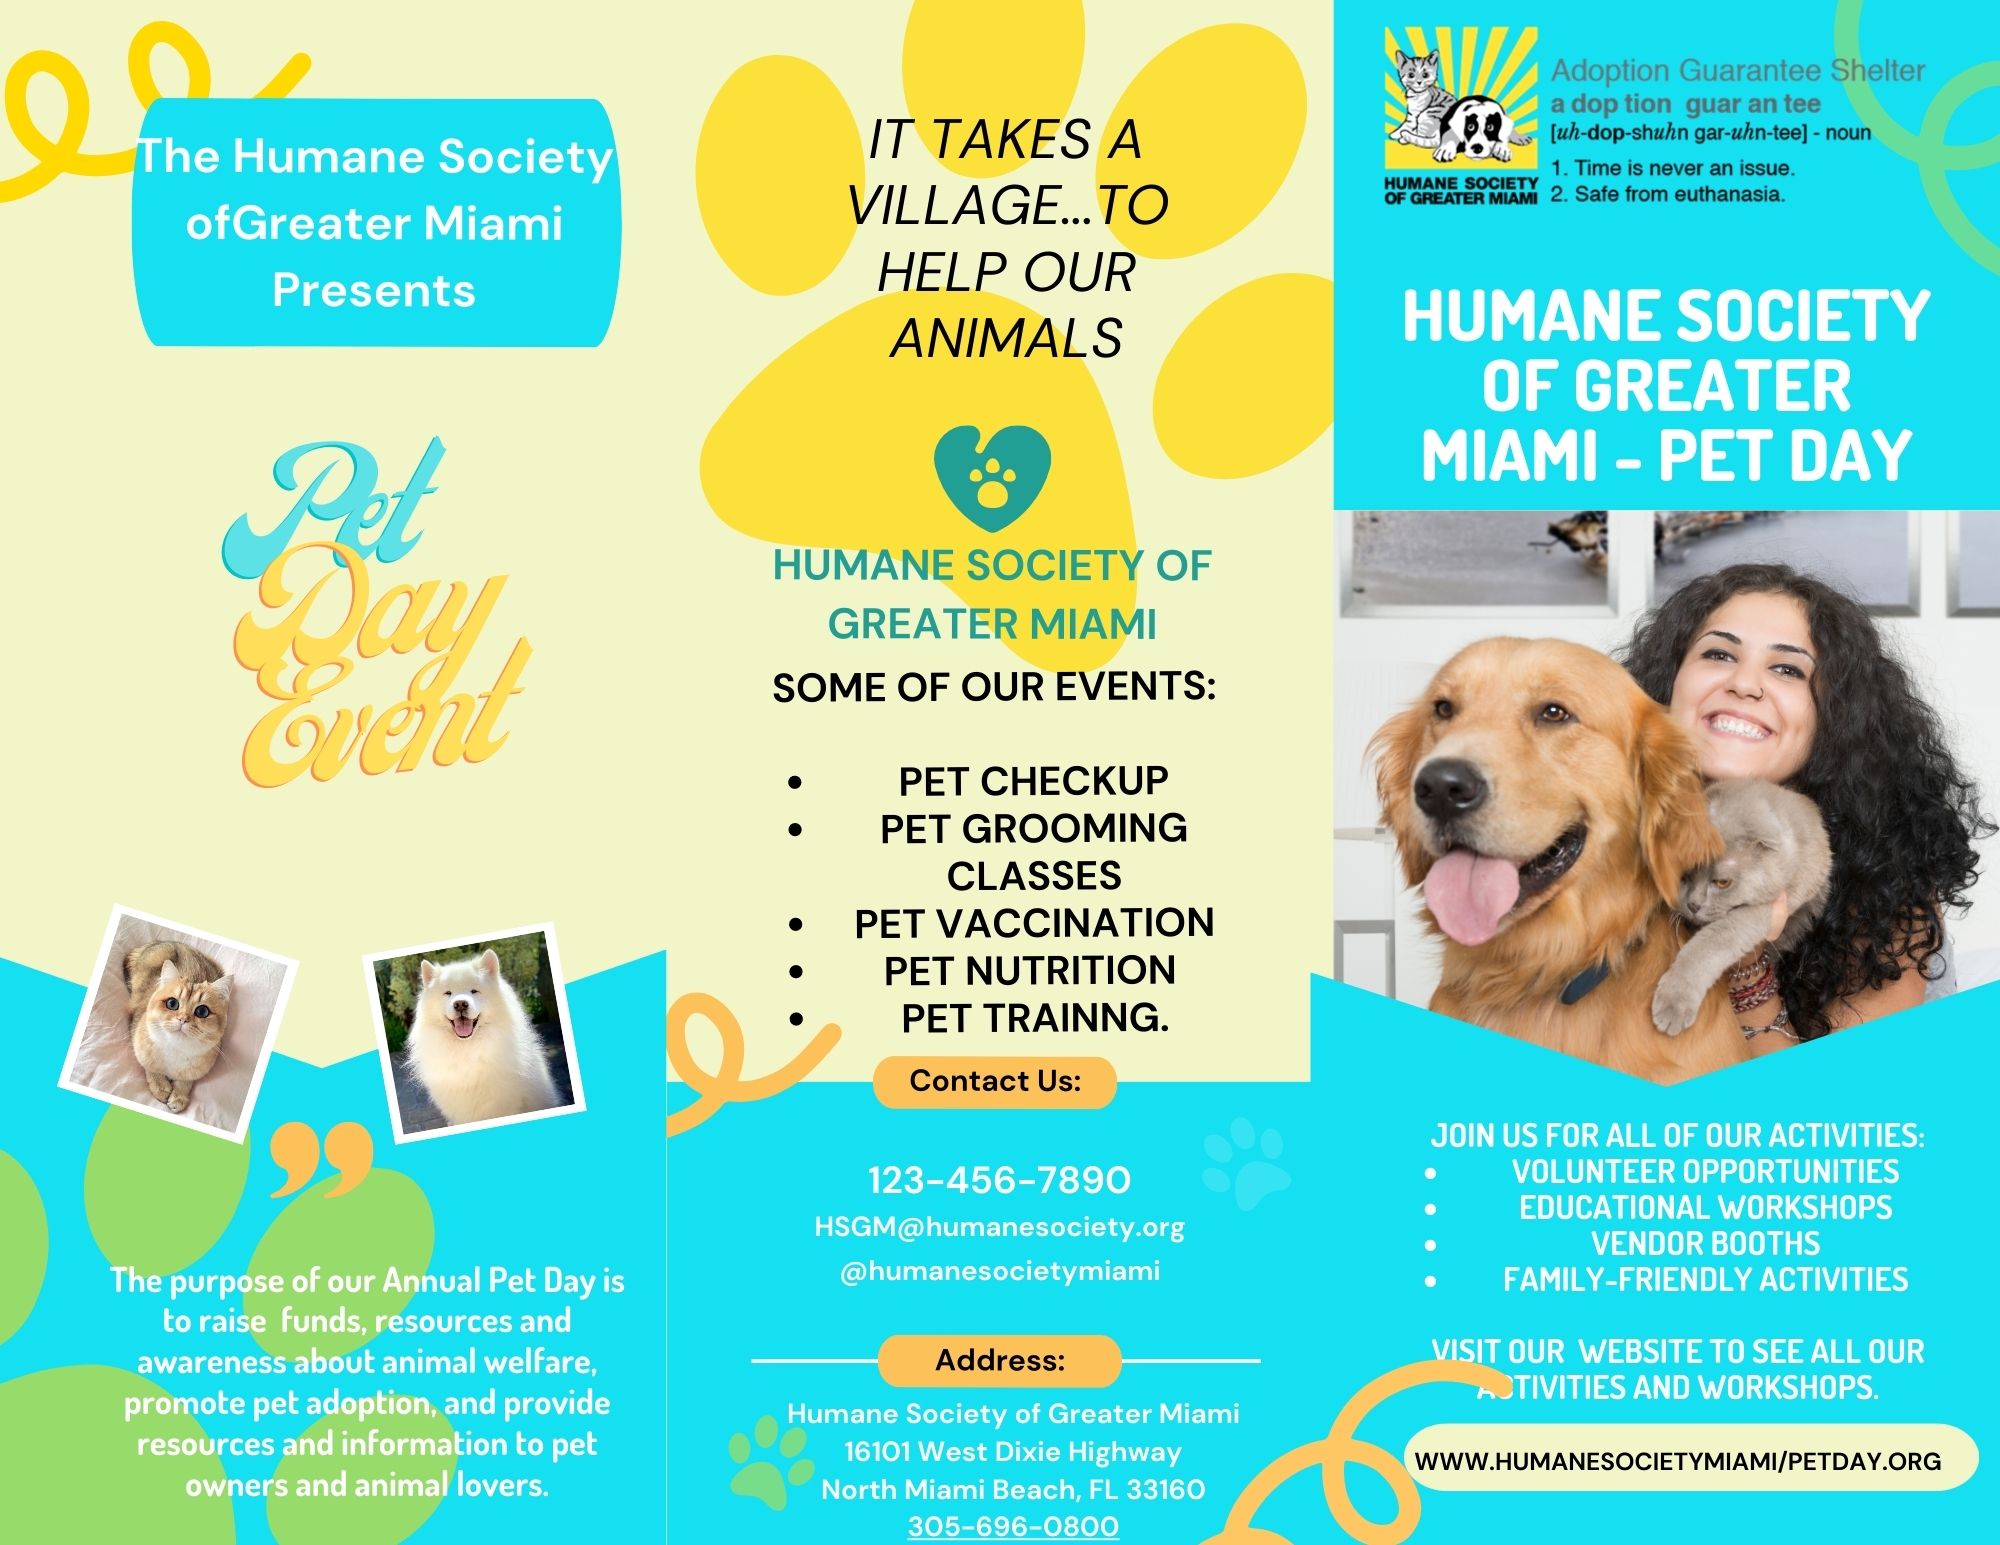 The Humane Society
ofGreater Miami
Presents
Pet
Day
Event
”
The purpose of our Annual Pet Day is
to raise  funds, resources and
awareness about animal welfare,
promote pet adoption, and provide
resources and information to pet
owners and animal lovers.
IT TAKES A
VILLAGE...TO
HELP OUR
ANIMALS
HUMANE SOCIETY OF
GREATER MIAMI
SOME OF OUR EVENTS:
• PET CHECKUP
• PET GROOMING
CLASSES
• PET VACCINATION
• PET NUTRITION
• PET TRAINNG.
Contact Us:
123-456-7890
HSGM@humanesociety.org
@humanesocietymiami
Address:
Humane Society of Greater Miami
16101 West Dixie Highway
North Miami Beach, FL 33160
305-696-0800
HUMANE SOCIETY
OF GREATER MIAMI
Adoption Guarantee Shelter
a dop tion  guar an tee
[uh-dop-shuhn gar-uhn-tee] - noun
1. Time is never an issue.
2. Safe from euthanasia.
HUMANE SOCIETY
OF GREATER
MIAMI - PET DAY
JOIN US FOR ALL OF OUR ACTIVITIES:
• VOLUNTEER OPPORTUNITIES
• EDUCATIONAL WORKSHOPS
• VENDOR BOOTHS
• FAMILY-FRIENDLY ACTIVITIES
VISIT OUR  WEBSITE TO SEE ALL OUR
ACTIVITIES AND WORKSHOPS.
WWW.HUMANESOCIETYMIAMI/PETDAY.ORG